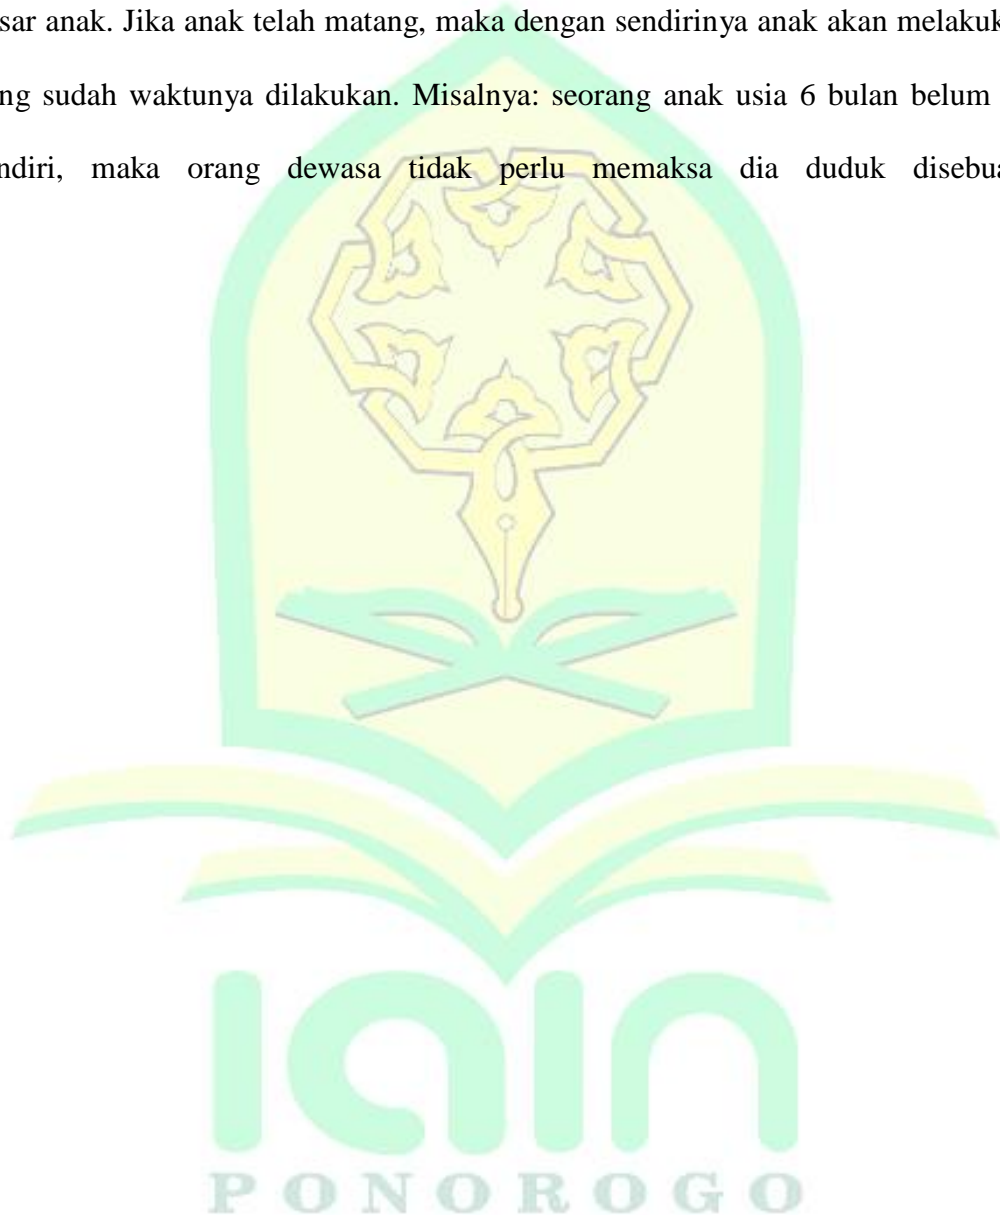 sar anak. Jika anak telah matang, maka dengan sendirinya anak akan melakuk
ng sudah waktunya dilakukan. Misalnya: seorang anak usia 6 bulan belum
ndiri, maka orang dewasa tidak perlu memaksa dia duduk disebua
iain
PONOROGO